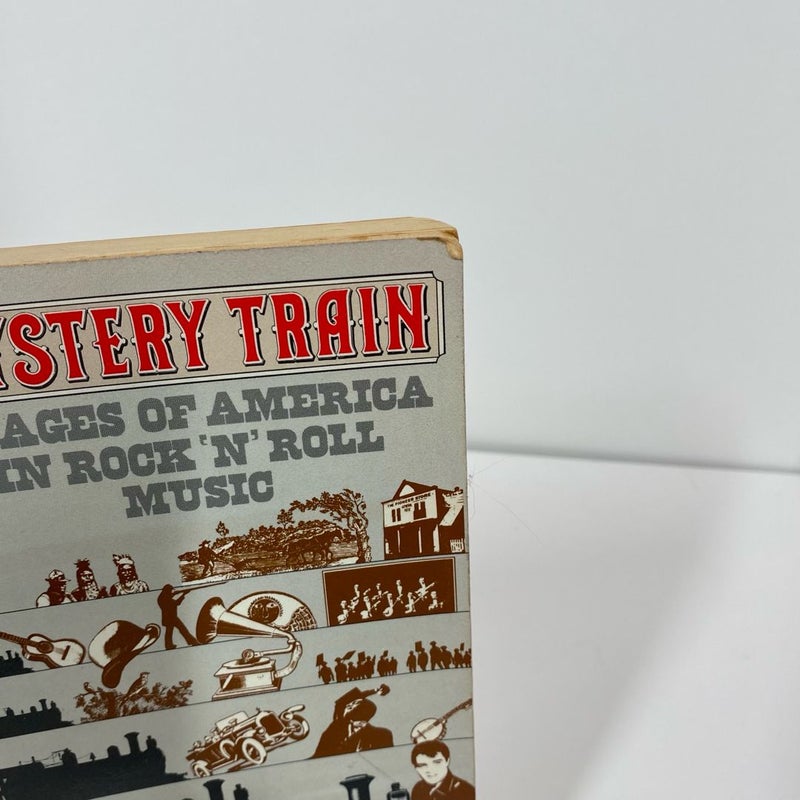 YSTERY TRAIN
AGES OF AMERICA
IN ROCK 'N' ROLL
MUSIC